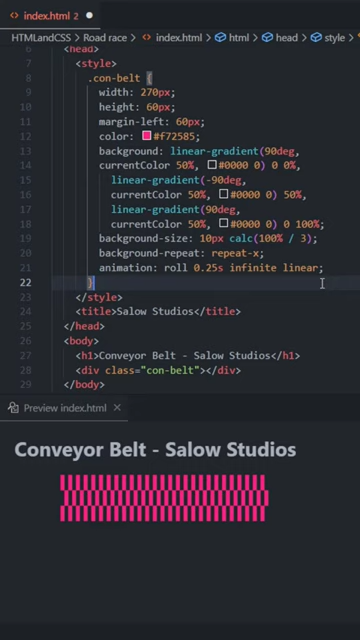 index.html 2
HTMLandCSS > Road race > index.html > html > head > style >
6 <head>
7 <style>
8 .con-belt {
9 width: 270px;
10 height: 60px;
11 margin-left: 60px;
12 color: #f72585;
13 background: linear-gradient(90deg,
14 currentColor 50%, #0000 0) 0 0%,
15 linear-gradient(-90deg,
16 currentColor 50%, #0000 0) 50%,
17 linear-gradient(90deg,
18 currentColor 50%, #0000 0) 0 100%;
19 background-size: 10px calc(100% / 3);
20 background-repeat: repeat-x;
21 animation: roll 0.25s infinite linear;
22 }
23 </style>
24 <title>Salow Studios</title>
25 </head>
26 <body>
27 <h1>Conveyor Belt - Salow Studios</h1>
28 <div class="con-belt"></div>
29 </body>
Preview index.html
Conveyor Belt - Salow Studios